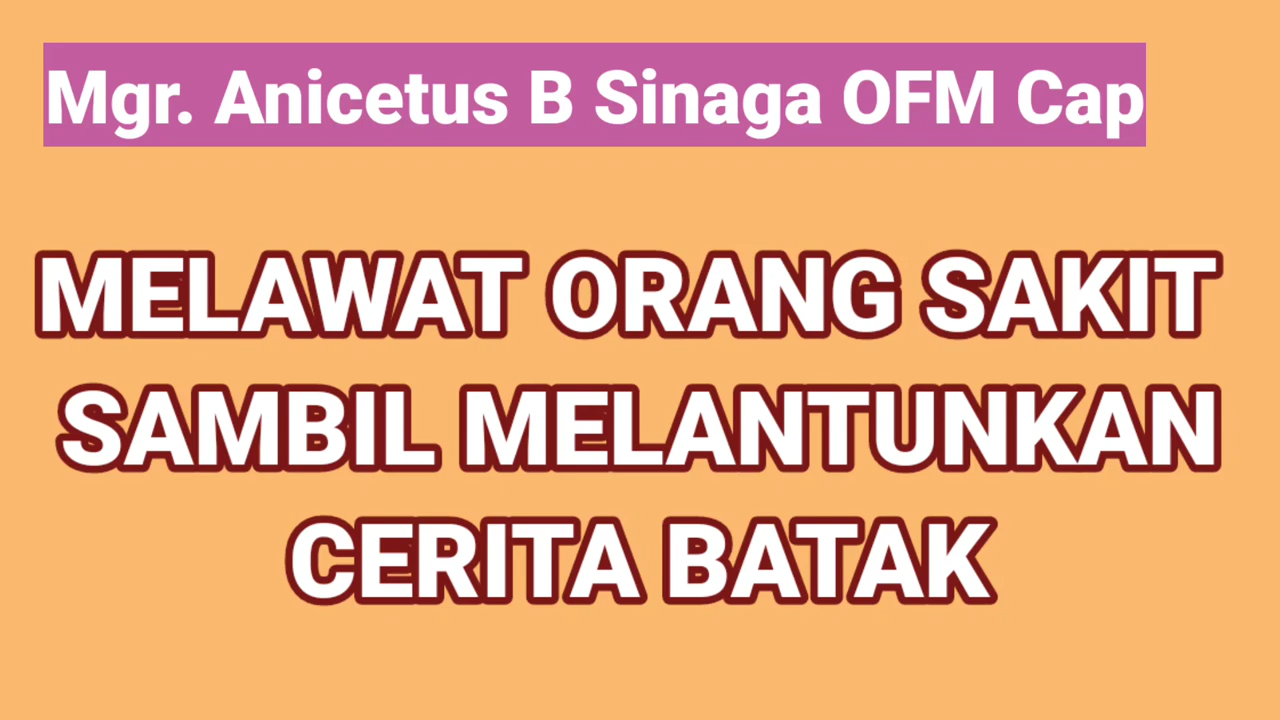 Mgr. Anicetus B Sinaga OFM Cap
MELAWAT ORANG SAKIT
SAMBIL MELANTUNKAN
CERITA BATAK